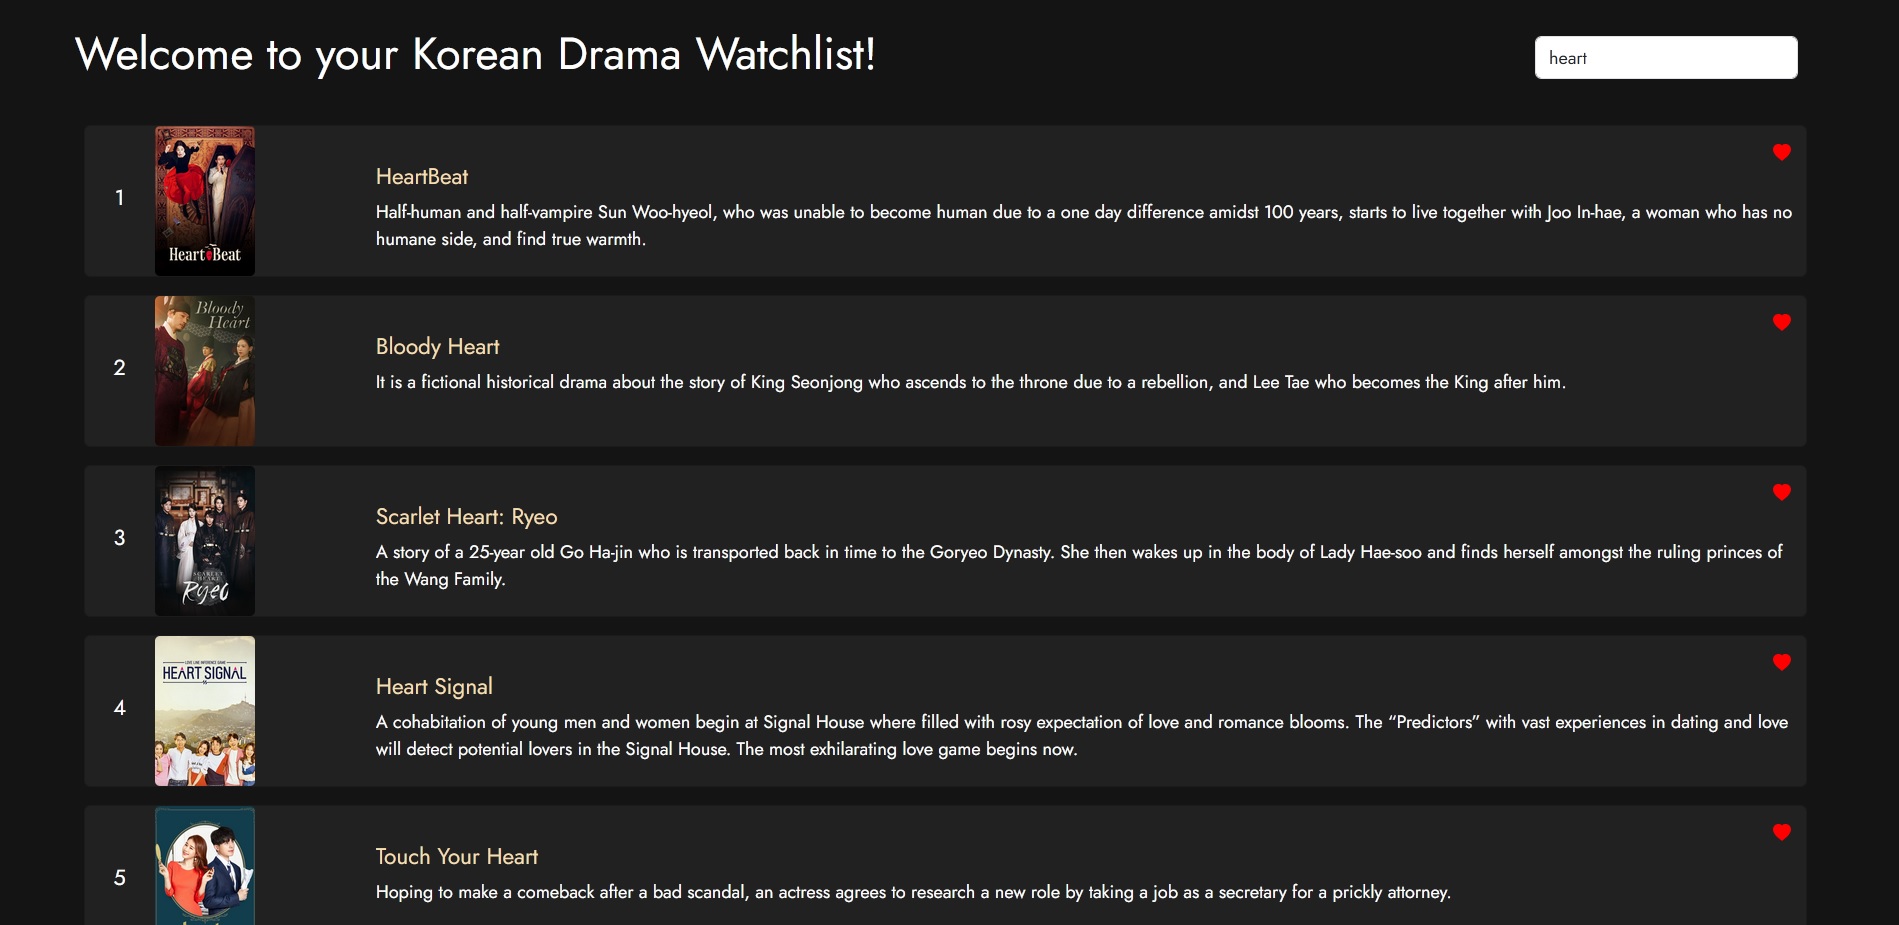 Welcome to your Korean Drama Watchlist!
heart
1
Heart Beat
HeartBeat
Half-human and half-vampire Sun Woo-hyeol, who was unable to become human due to a one day difference amidst 100 years, starts to live together with Joo In-hae, a woman who has no
humane side, and find true warmth.
2
Bloody
Heart
Bloody Heart
It is a fictional historical drama about the story of King Seonjong who ascends to the throne due to a rebellion, and Lee Tae who becomes the King after him.
3
SCARLET
HEART
Ryeo
Scarlet Heart: Ryeo
A story of a 25-year old Go Ha-jin who is transported back in time to the Goryeo Dynasty. She then wakes up in the body of Lady Hae-soo and finds herself amongst the ruling princes of
the Wang Family.
4
LOVE LINE INFERENCE GAME
HEART SIGNAL
Heart Signal
A cohabitation of young men and women begin at Signal House where filled with rosy expectation of love and romance blooms. The “Predictors” with vast experiences in dating and love
will detect potential lovers in the Signal House. The most exhilarating love game begins now.
5
Touch Your Heart
Hoping to make a comeback after a bad scandal, an actress agrees to research a new role by taking a job as a secretary for a prickly attorney.